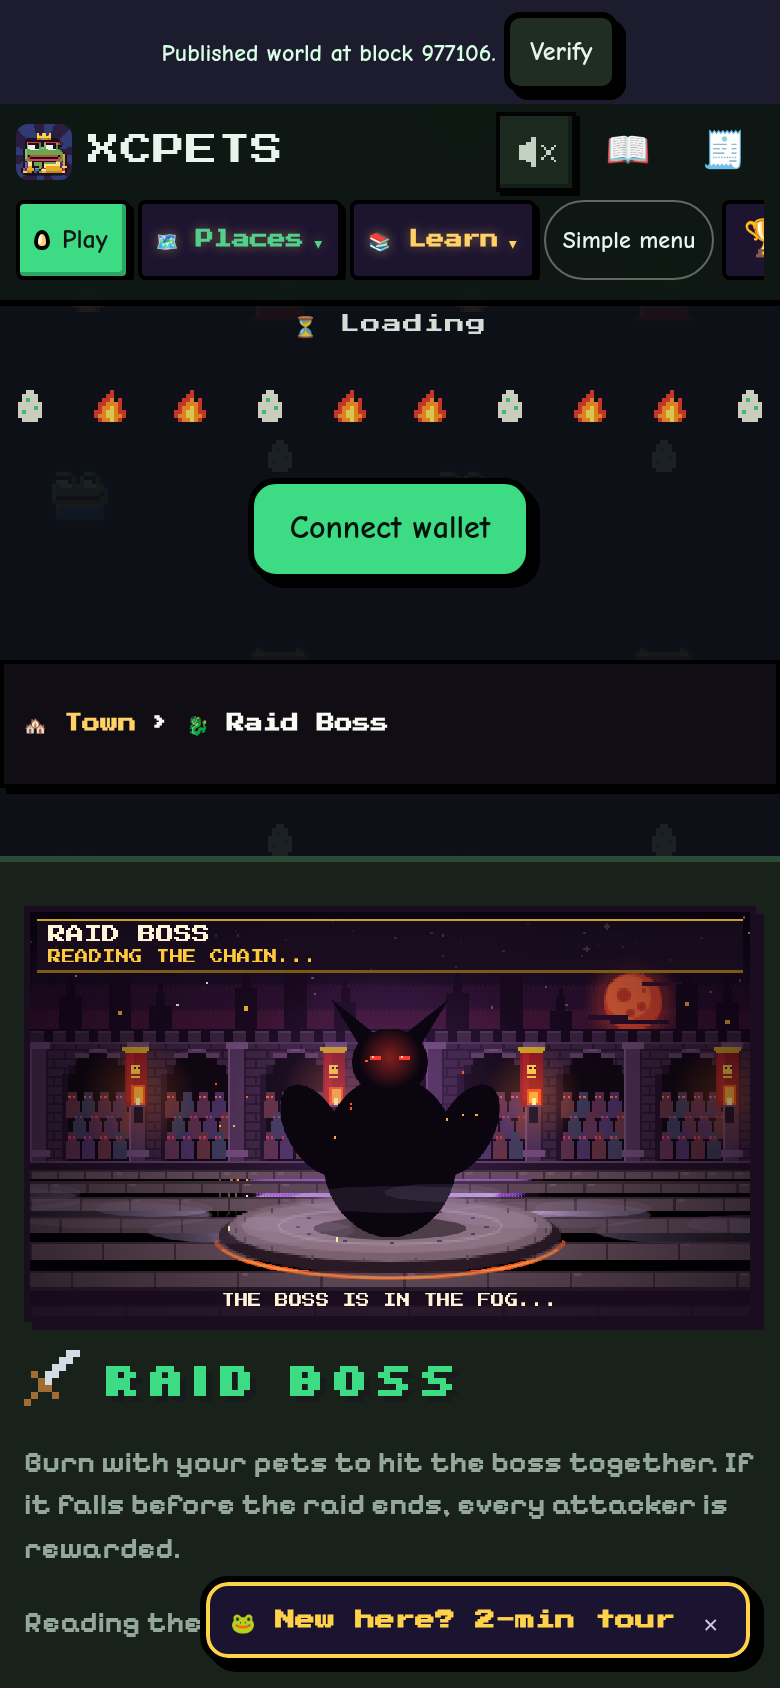 Published world at block 977106.
Verify
XCPETS
Play
Places ▾
Learn ▾
Simple menu
Loading
Connect wallet
Town › Raid Boss
RAID BOSS
READING THE CHAIN...
THE BOSS IS IN THE FOG...
RAID BOSS
Burn with your pets to hit the boss together. If
it falls before the raid ends, every attacker is
rewarded.
Reading the
New here? 2-min tour ×